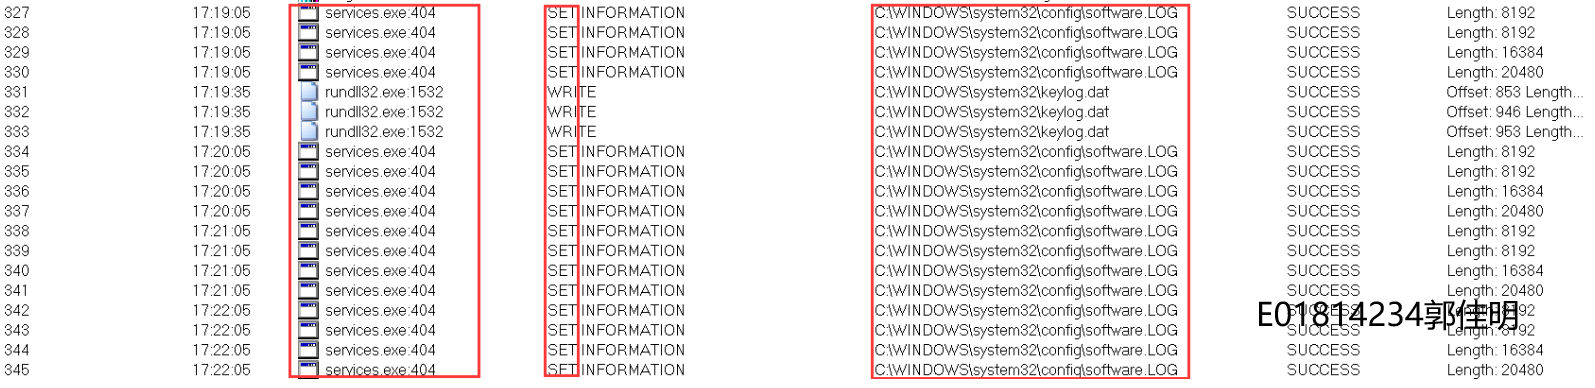 327 17:19:05 services.exe:404 SET INFORMATION C:\WINDOWS\system32\config\software.LOG SUCCESS Length: 8192
328 17:19:05 services.exe:404 SET INFORMATION C:\WINDOWS\system32\config\software.LOG SUCCESS Length: 8192
329 17:19:05 services.exe:404 SET INFORMATION C:\WINDOWS\system32\config\software.LOG SUCCESS Length: 16384
330 17:19:05 services.exe:404 SET INFORMATION C:\WINDOWS\system32\config\software.LOG SUCCESS Length: 20480
331 17:19:35 rundll32.exe:1532 WRITE C:\WINDOWS\system32\keylog.dat SUCCESS Offset: 853 Length...
332 17:19:35 rundll32.exe:1532 WRITE C:\WINDOWS\system32\keylog.dat SUCCESS Offset: 946 Length...
333 17:19:35 rundll32.exe:1532 WRITE C:\WINDOWS\system32\keylog.dat SUCCESS Offset: 953 Length...
334 17:20:05 services.exe:404 SET INFORMATION C:\WINDOWS\system32\config\software.LOG SUCCESS Length: 8192
335 17:20:05 services.exe:404 SET INFORMATION C:\WINDOWS\system32\config\software.LOG SUCCESS Length: 8192
336 17:20:05 services.exe:404 SET INFORMATION C:\WINDOWS\system32\config\software.LOG SUCCESS Length: 16384
337 17:20:05 services.exe:404 SET INFORMATION C:\WINDOWS\system32\config\software.LOG SUCCESS Length: 20480
338 17:21:05 services.exe:404 SET INFORMATION C:\WINDOWS\system32\config\software.LOG SUCCESS Length: 8192
339 17:21:05 services.exe:404 SET INFORMATION C:\WINDOWS\system32\config\software.LOG SUCCESS Length: 8192
340 17:21:05 services.exe:404 SET INFORMATION C:\WINDOWS\system32\config\software.LOG SUCCESS Length: 16384
341 17:21:05 services.exe:404 SET INFORMATION C:\WINDOWS\system32\config\software.LOG SUCCESS Length: 20480
342 17:22:05 services.exe:404 SET INFORMATION C:\WINDOWS\system32\config\software.LOG SUCCESS Length: 8192
E01814234郭佳明
343 17:22:05 services.exe:404 SET INFORMATION C:\WINDOWS\system32\config\software.LOG SUCCESS Length: 8192
344 17:22:05 services.exe:404 SET INFORMATION C:\WINDOWS\system32\config\software.LOG SUCCESS Length: 16384
345 17:22:05 services.exe:404 SET INFORMATION C:\WINDOWS\system32\config\software.LOG SUCCESS Length: 20480